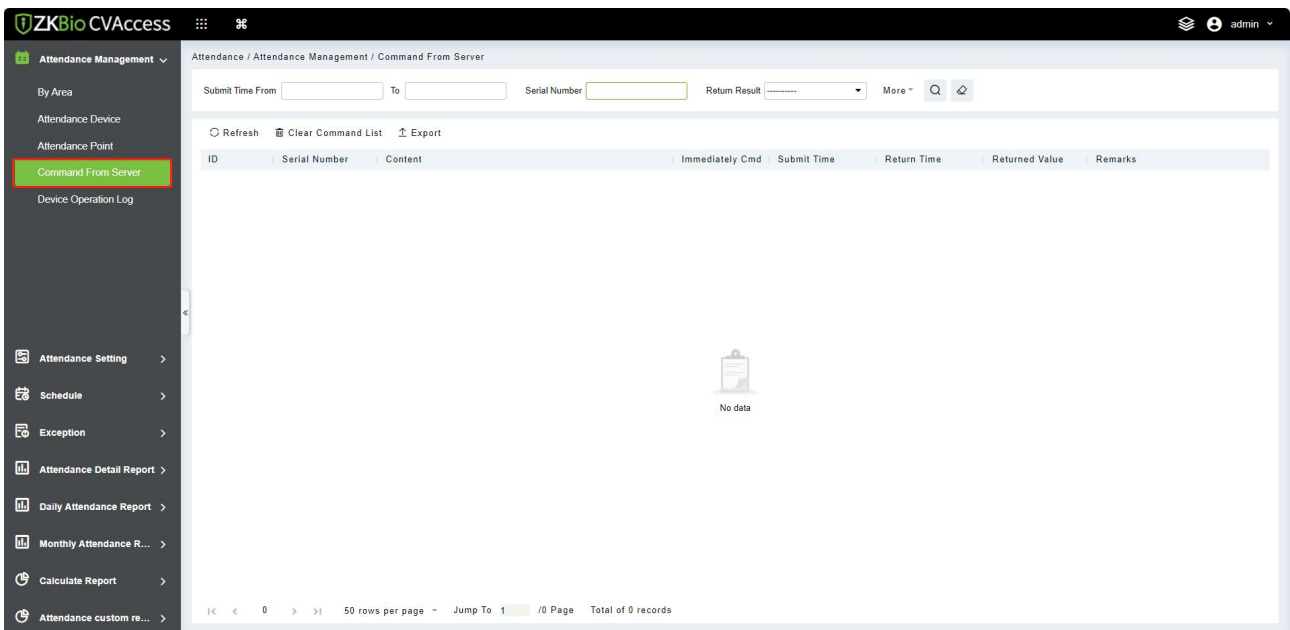 ZKBio CVAccess
admin
Attendance Management
By Area
Attendance Device
Attendance Point
Command From Server
Device Operation Log
Attendance Setting
Schedule
Exception
Attendance Detail Report
Daily Attendance Report
Monthly Attendance R...
Calculate Report
Attendance custom re...
Attendance / Attendance Management / Command From Server
Submit Time From To Serial Number Return Result ---------- More
Refresh Clear Command List Export
ID Serial Number Content Immediately Cmd Submit Time Return Time Returned Value Remarks
No data
0 50 rows per page Jump To 1 /0 Page Total of 0 records